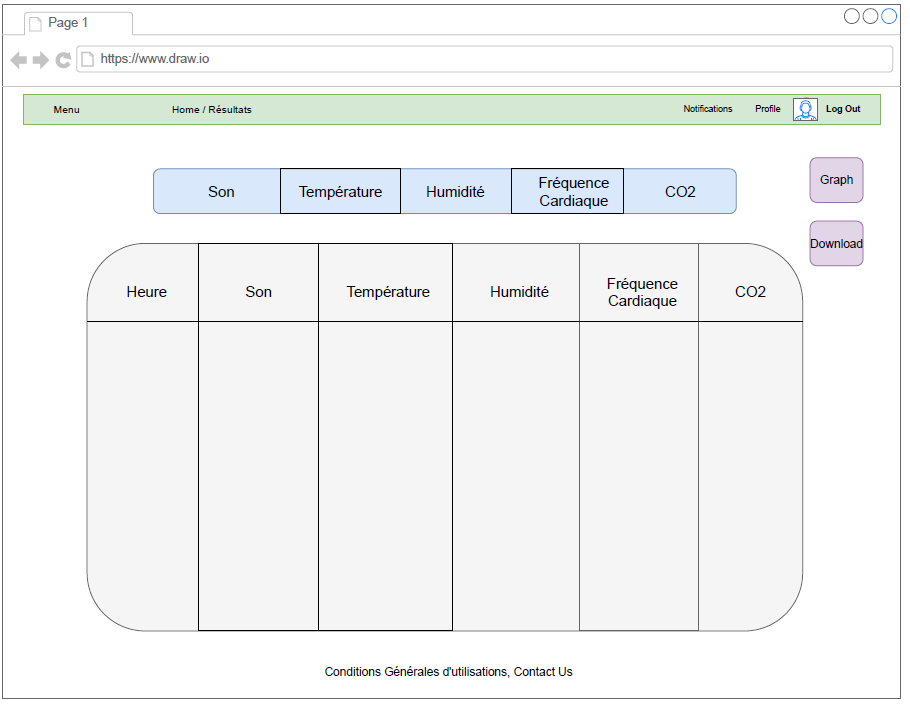 Page 1
https://www.draw.io
Menu Home / Résultats Notifications Profile Log Out
Son Température Humidité Fréquence Cardiaque CO2
Graph
Download
Heure Son Température Humidité Fréquence Cardiaque CO2
Conditions Générales d'utilisations, Contact Us